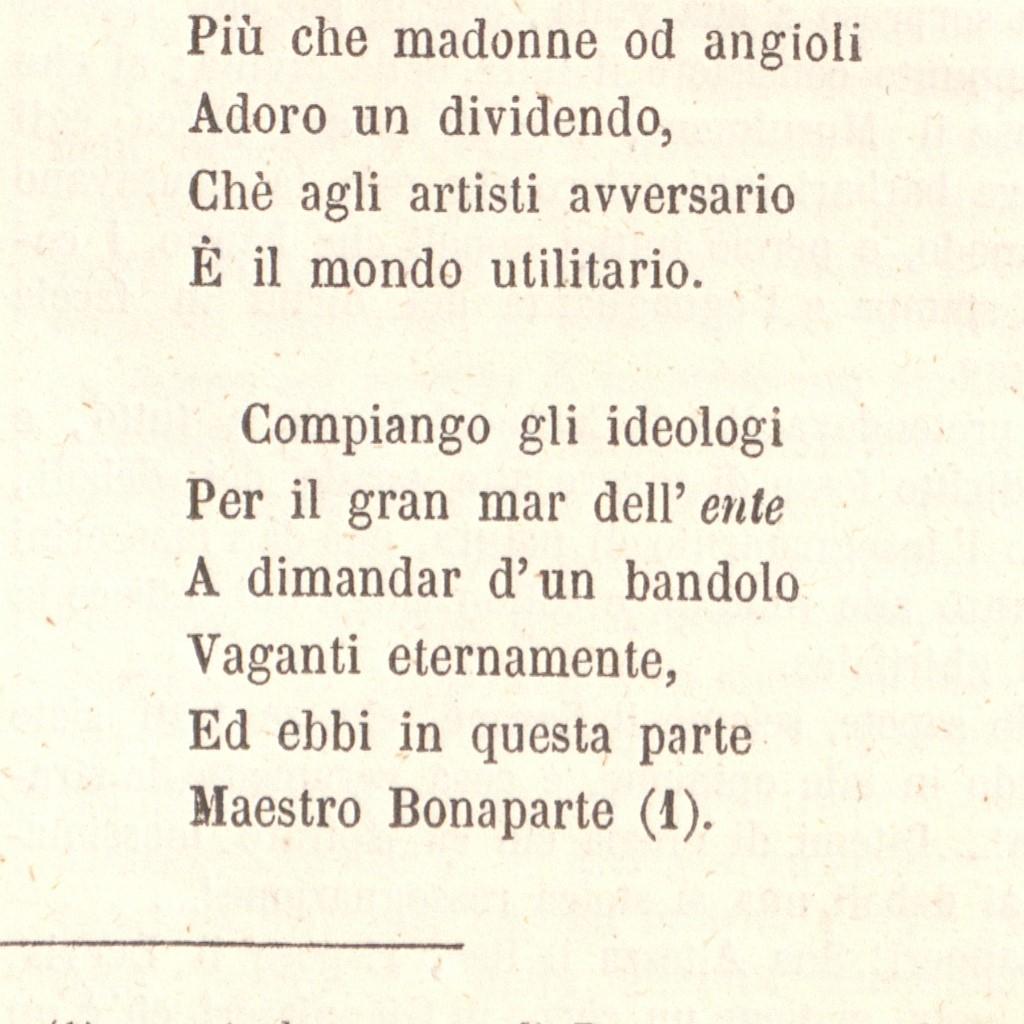 Più che madonne od angioli
Adoro un dividendo,
Chè agli artisti avversario
È il mondo utilitario.
Compiango gli ideologi
Per il gran mar dell' ente
A dimandar d'un bandolo
Vaganti eternamente,
Ed ebbi in questa parte
Maestro Bonaparte (1).